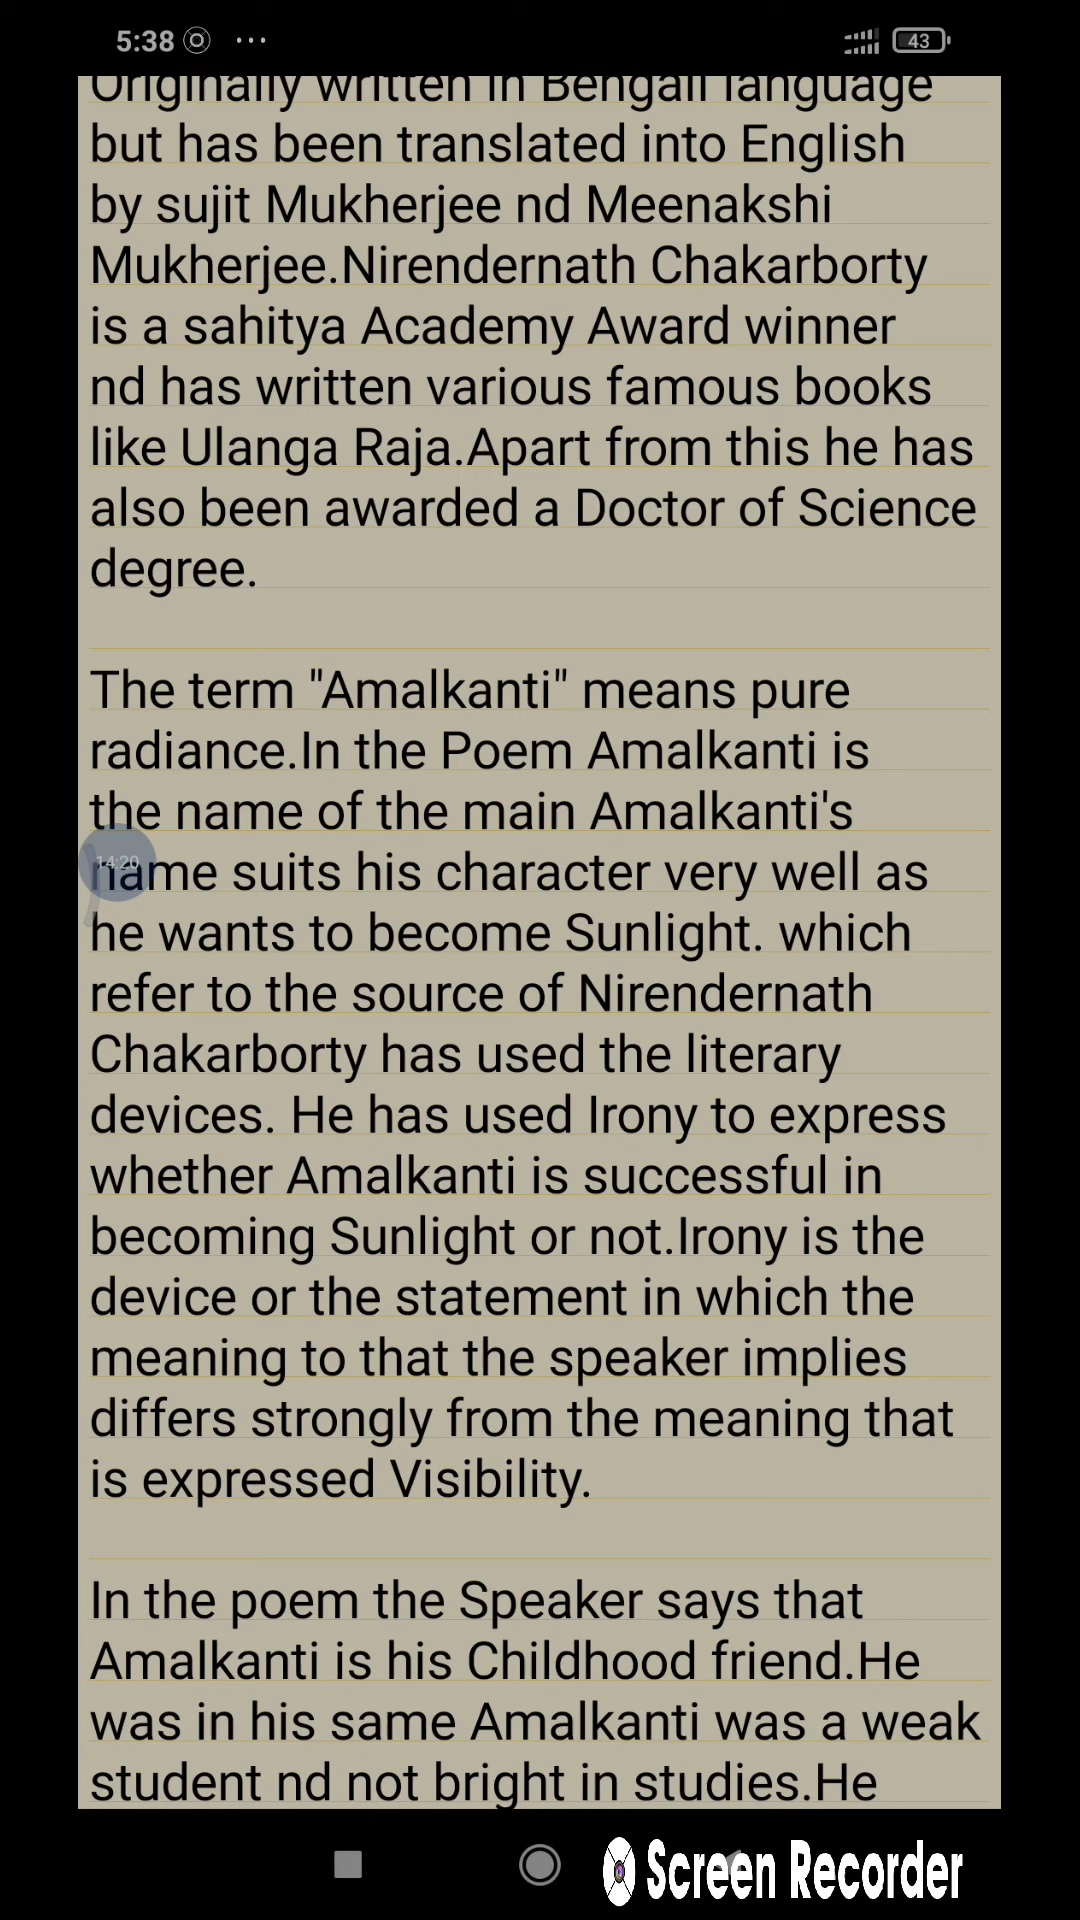 5:38
43
Originally written in Bengali language
but has been translated into English
by sujit Mukherjee nd Meenakshi
Mukherjee.Nirendernath Chakarborty
is a sahitya Academy Award winner
nd has written various famous books
like Ulanga Raja.Apart from this he has
also been awarded a Doctor of Science
degree.
The term "Amalkanti" means pure
radiance.In the Poem Amalkanti is
the name of the main Amalkanti's
name suits his character very well as
14:20
he wants to become Sunlight. which
refer to the source of Nirendernath
Chakarborty has used the literary
devices. He has used Irony to express
whether Amalkanti is successful in
becoming Sunlight or not.Irony is the
device or the statement in which the
meaning to that the speaker implies
differs strongly from the meaning that
is expressed Visibility.
In the poem the Speaker says that
Amalkanti is his Childhood friend.He
was in his same Amalkanti was a weak
student nd not bright in studies.He
Screen Recorder